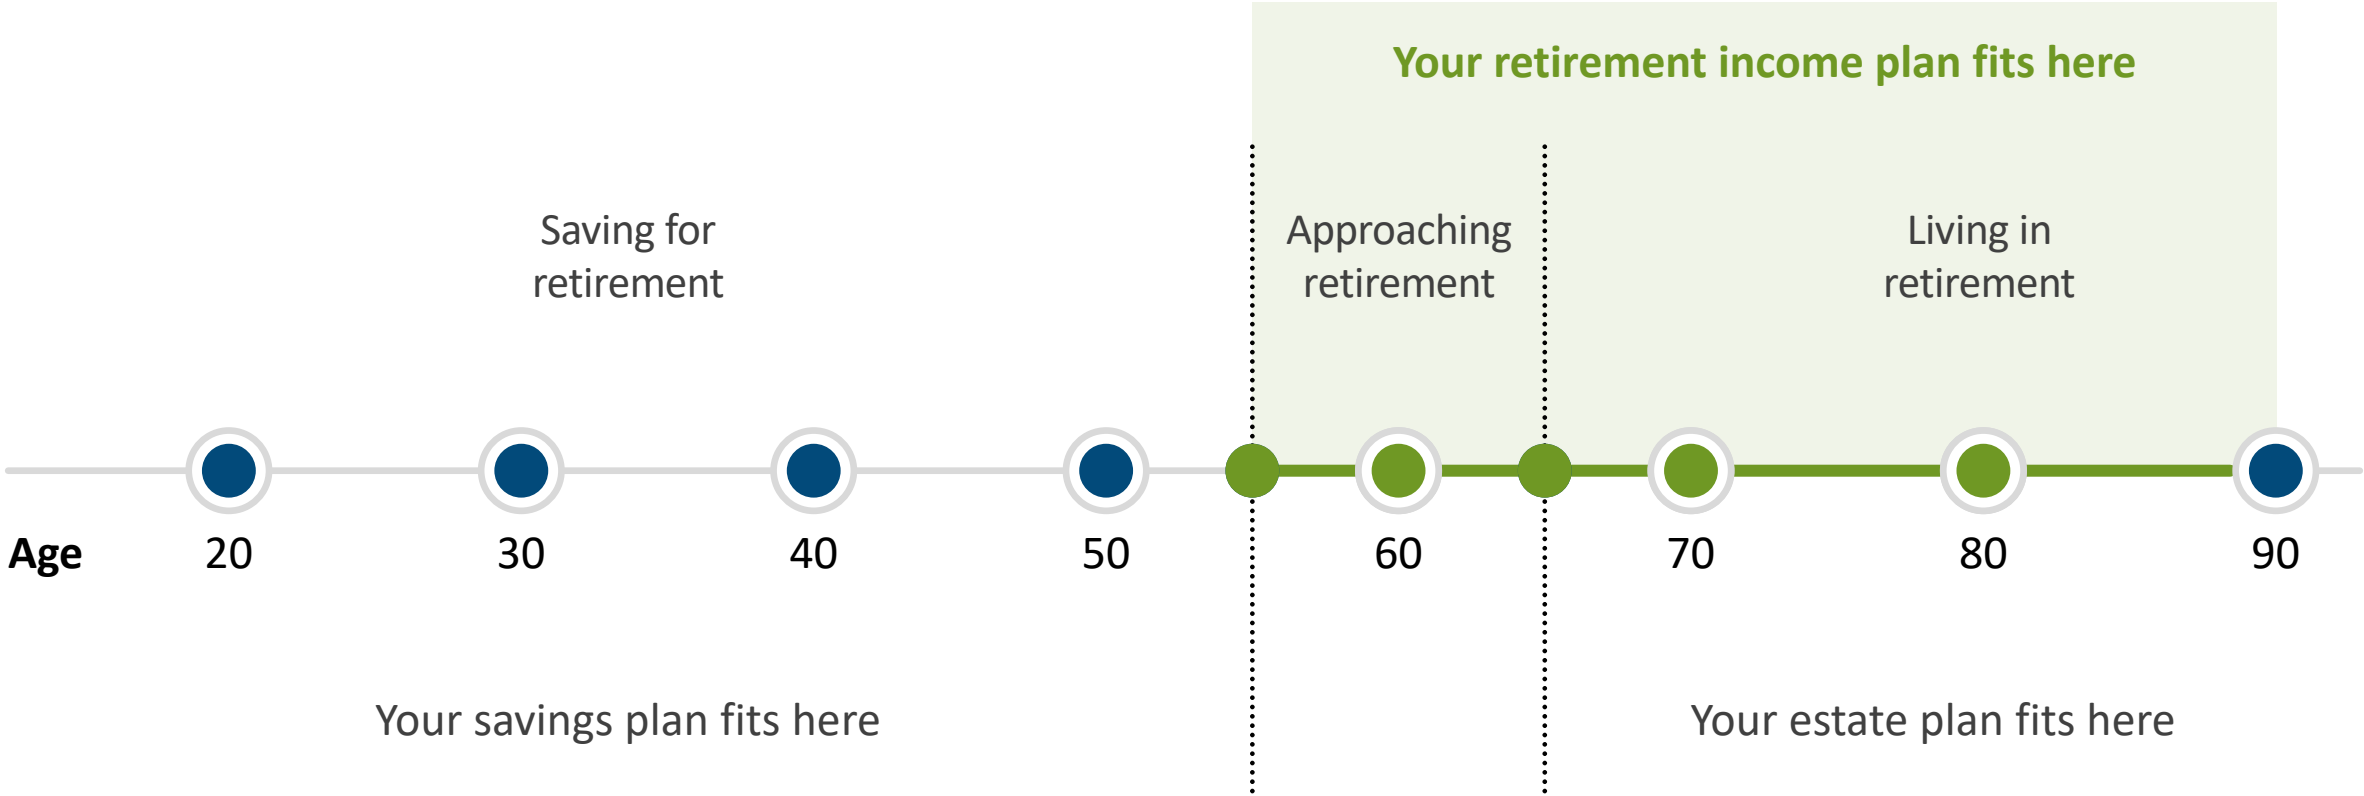 Your retirement income plan fits here
Saving for
retirement
Approaching
retirement
Living in
retirement
Age 20 30 40 50 60 70 80 90
Your savings plan fits here
Your estate plan fits here